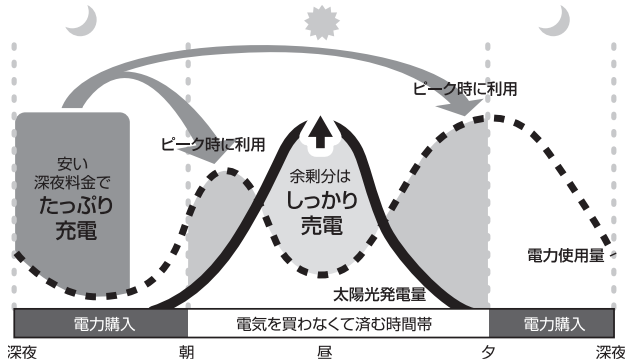 ピーク時に利用
ピーク時に利用
安い
深夜料金で
たっぷり
充電
余剰分は
しっかり
売電
電力使用量
太陽光発電量
電力購入
電気を買わなくて済む時間帯
電力購入
深夜
朝
昼
夕
深夜